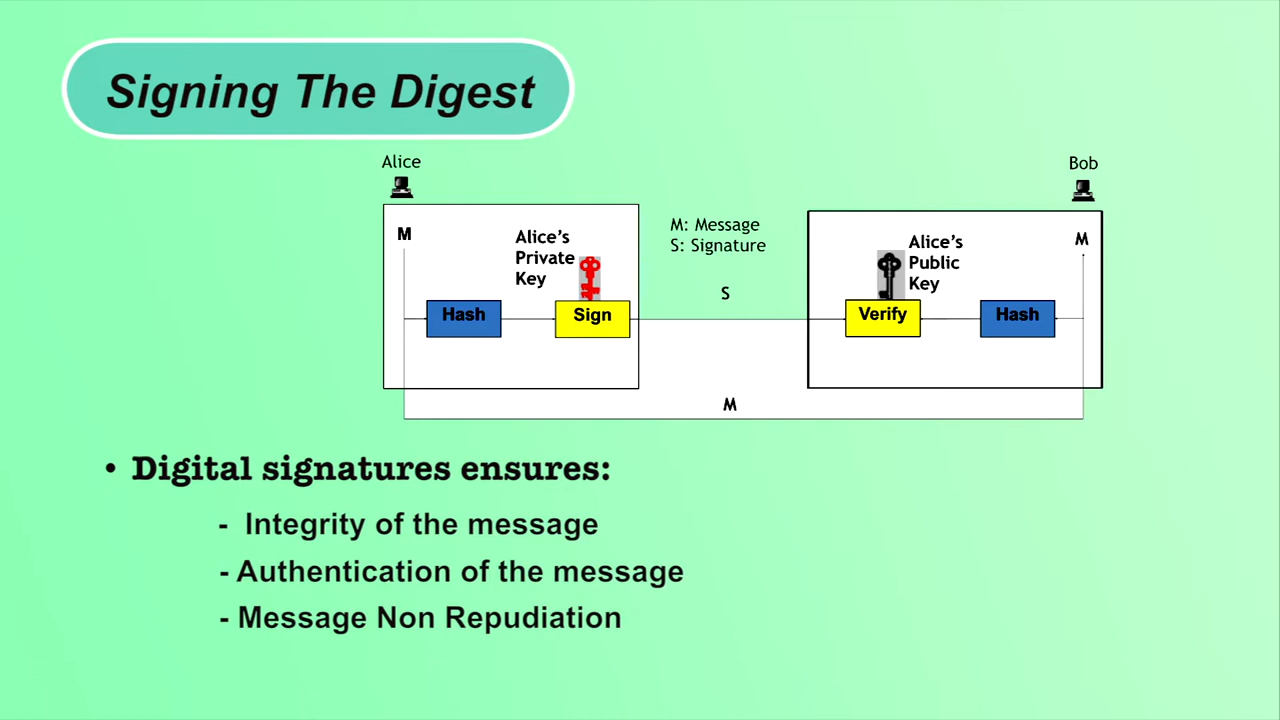 Signing The Digest
Alice
Bob
M
Alice's
Private
Key
M: Message
S: Signature
S
Alice's
Public
Key
M
Hash
Sign
Verify
Hash
M
• Digital signatures ensures:
- Integrity of the message
- Authentication of the message
- Message Non Repudiation